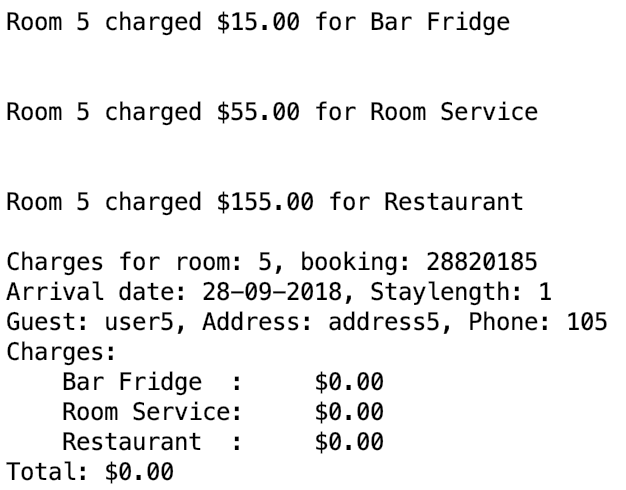 Room 5 charged $15.00 for Bar Fridge
Room 5 charged $55.00 for Room Service
Room 5 charged $155.00 for Restaurant
Charges for room: 5, booking: 28820185
Arrival date: 28-09-2018, Staylength: 1
Guest: user5, Address: address5, Phone: 105
Charges:
    Bar Fridge  :     $0.00
    Room Service:     $0.00
    Restaurant  :     $0.00
Total: $0.00